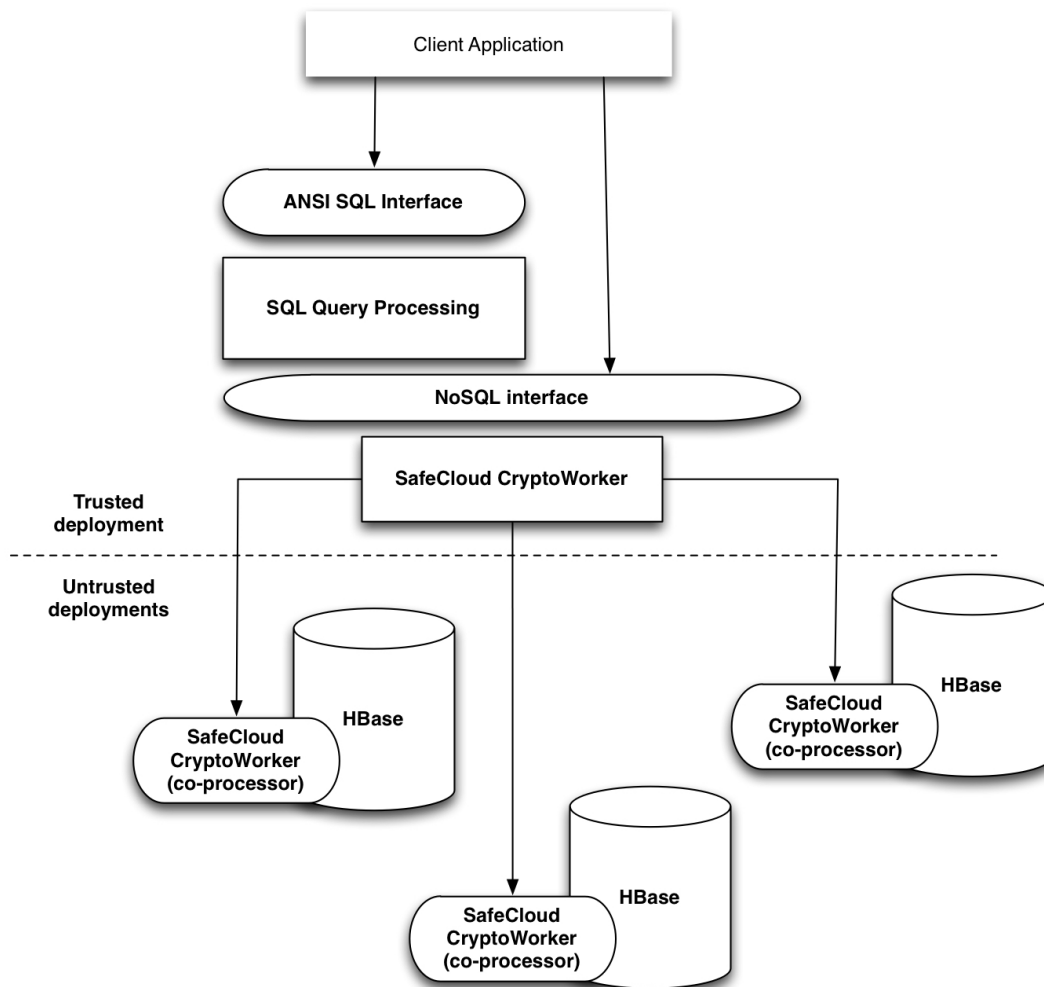 Client Application
ANSI SQL Interface
SQL Query Processing
NoSQL interface
SafeCloud CryptoWorker
Trusted
deployment
Untrusted
deployments
HBase
SafeCloud
CryptoWorker
(co-processor)
HBase
SafeCloud
CryptoWorker
(co-processor)
HBase
SafeCloud
CryptoWorker
(co-processor)